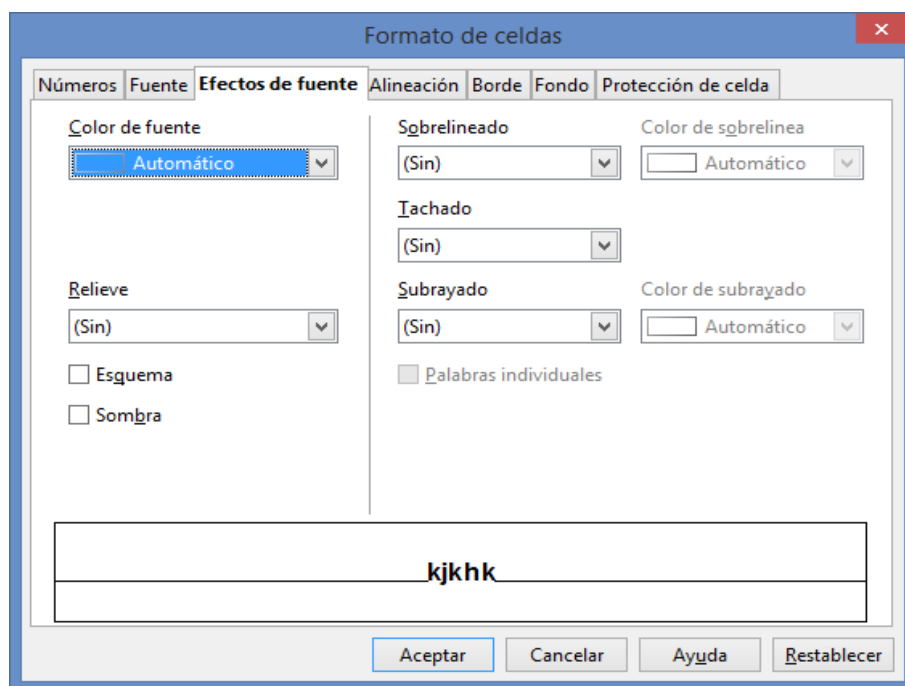 Formato de celdas
Números Fuente Efectos de fuente Alineación Borde Fondo Protección de celda
Color de fuente Sobrelineado Color de sobrelinea
Automático (Sin) Automático
Tachado
(Sin)
Relieve Subrayado Color de subrayado
(Sin) (Sin) Automático
Esquema Palabras individuales
Sombra
kjkhk
Aceptar Cancelar Ayuda Restablecer